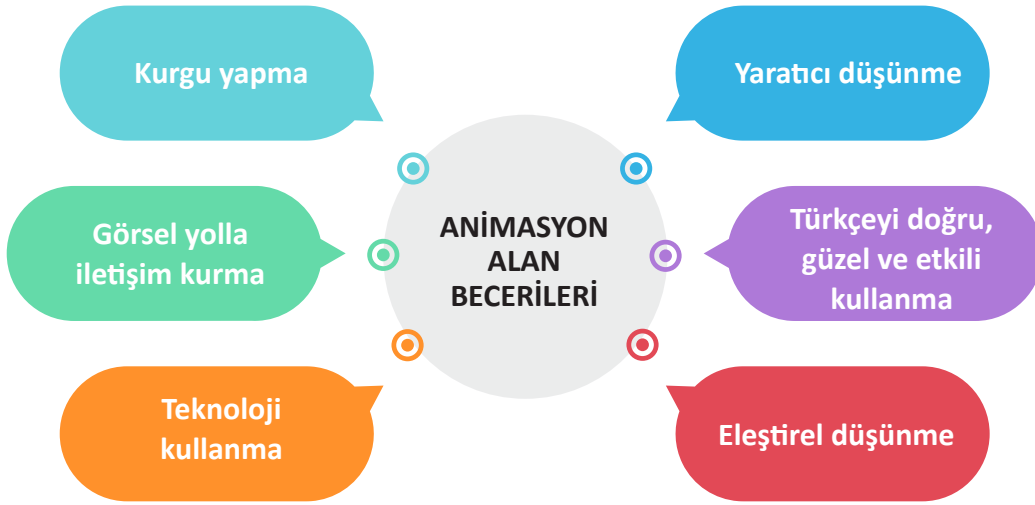 Kurgu yapma
Yaratıcı düşünme
Görsel yolla
iletişim kurma
ANİMASYON
ALAN
BECERİLERİ
Türkçeyi doğru,
güzel ve etkili
kullanma
Teknoloji
kullanma
Eleştirel düşünme